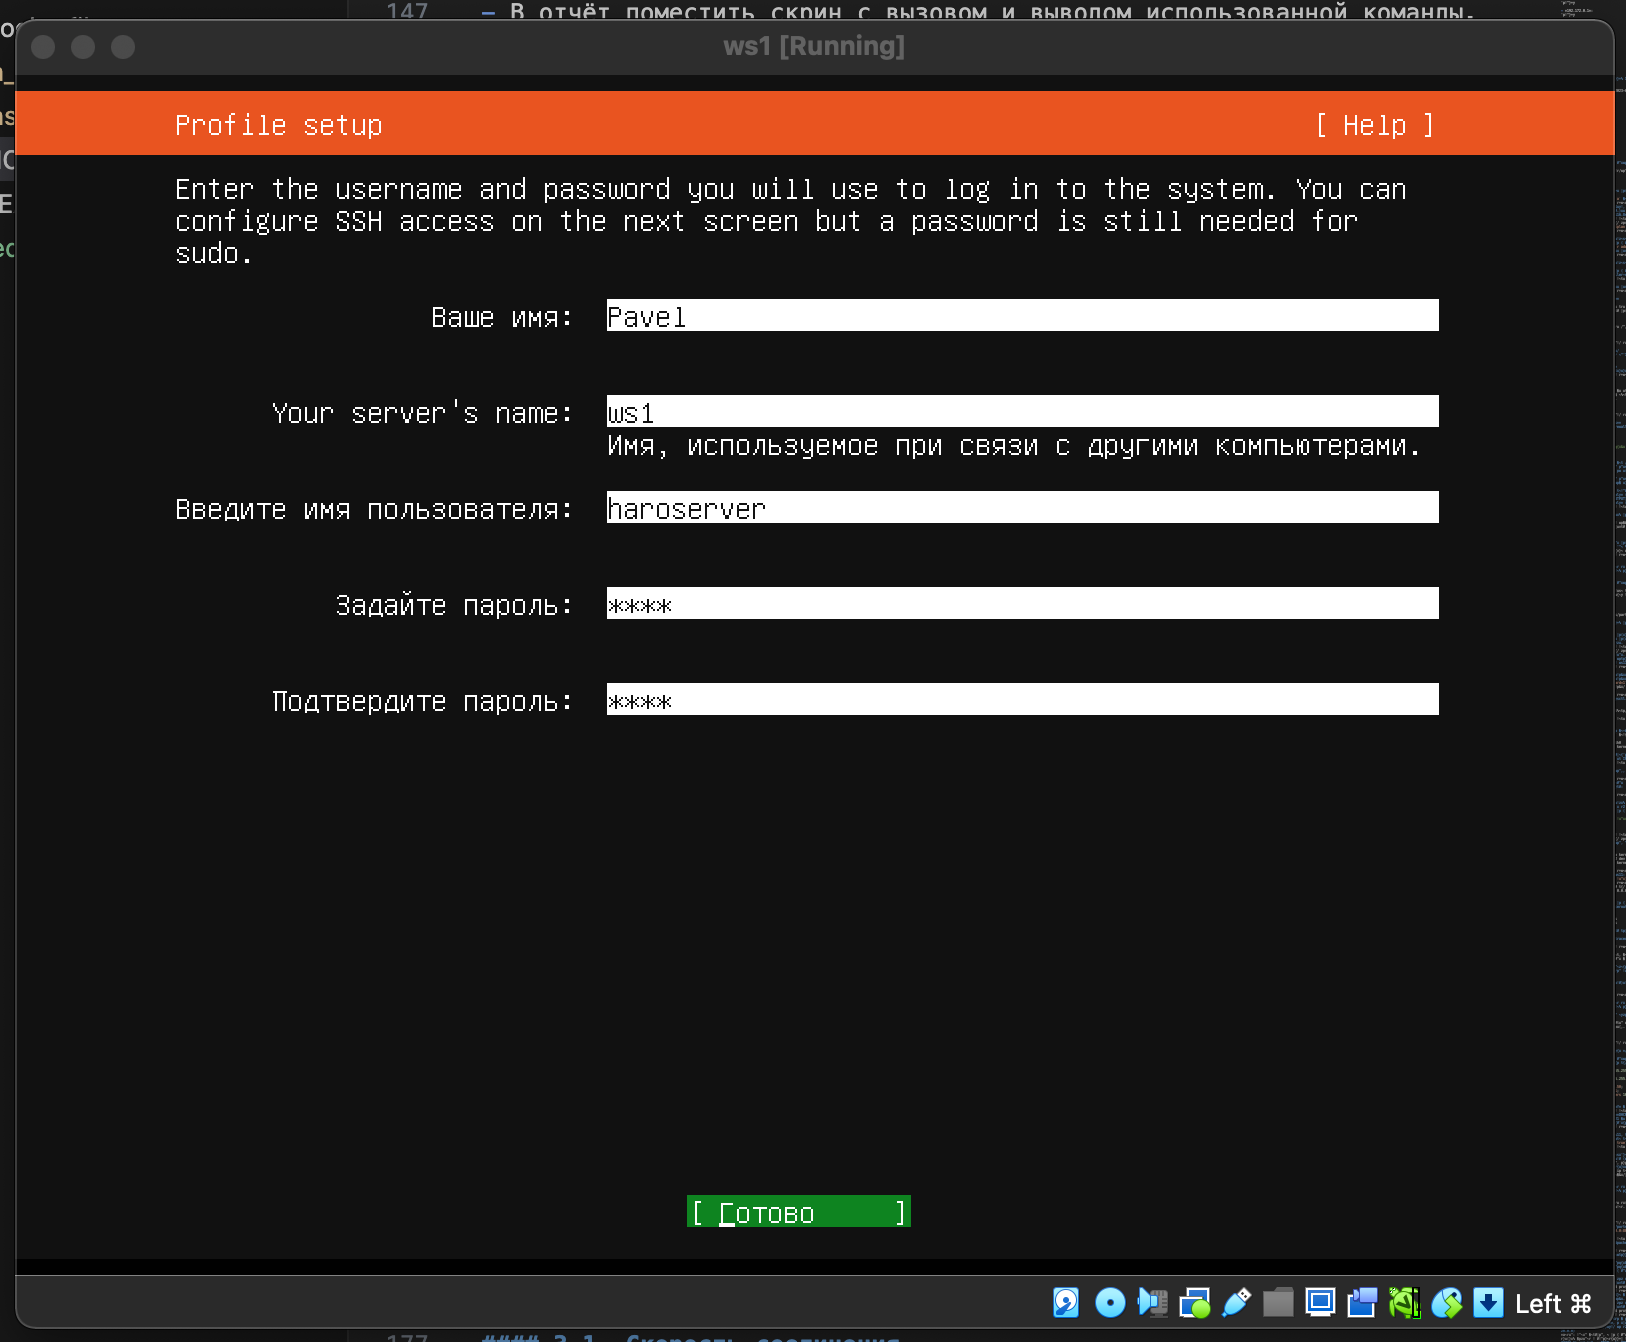 147 - В отчёт поместить скрин с вызовом и выводом использованной команды.
ws1 [Running]
Profile setup [ Help ]
Enter the username and password you will use to log in to the system. You can
configure SSH access on the next screen but a password is still needed for
sudo.
Ваше имя: Pavel
Your server's name: ws1
Имя, используемое при связи с другими компьютерами.
Введите имя пользователя: haroserver
Задайте пароль: ****
Подтвердите пароль: ****
[ Готово ]
Left ⌘
177 #### 3.1. Скорость соединения